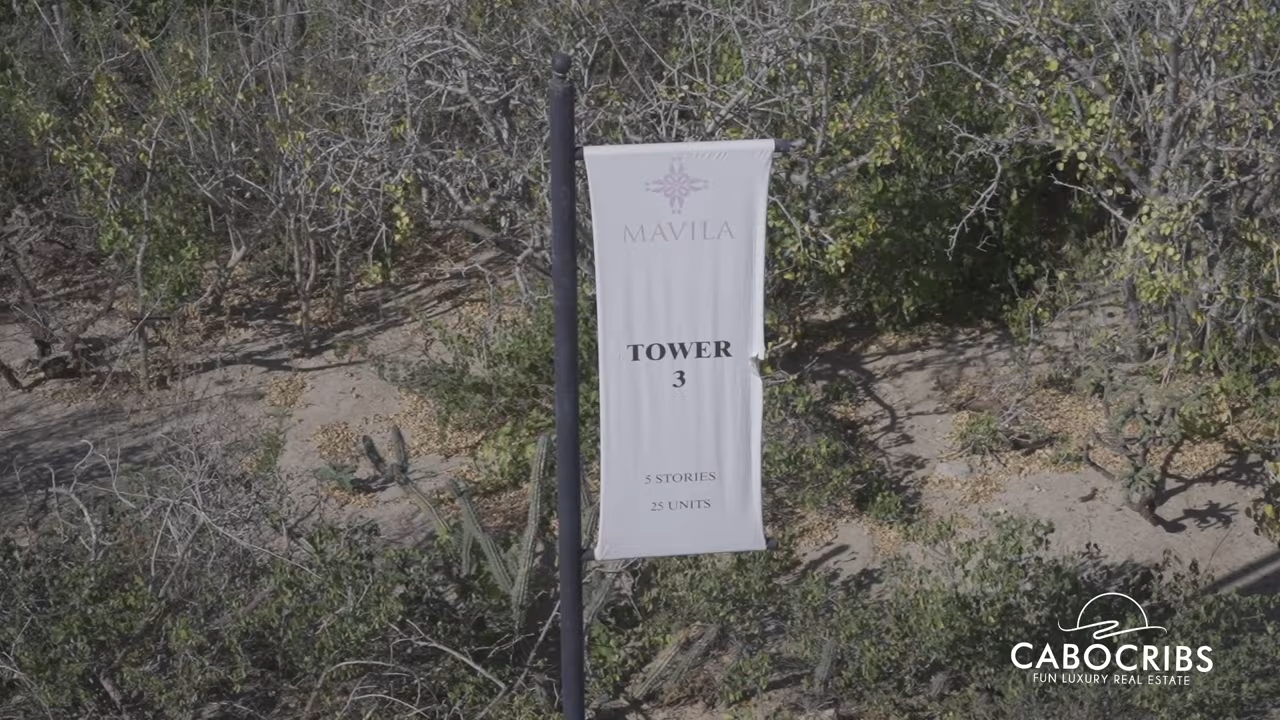 MAVILA
TOWER
3
5 STORIES
25 UNITS
CABOCRIBS
FUN LUXURY REAL ESTATE